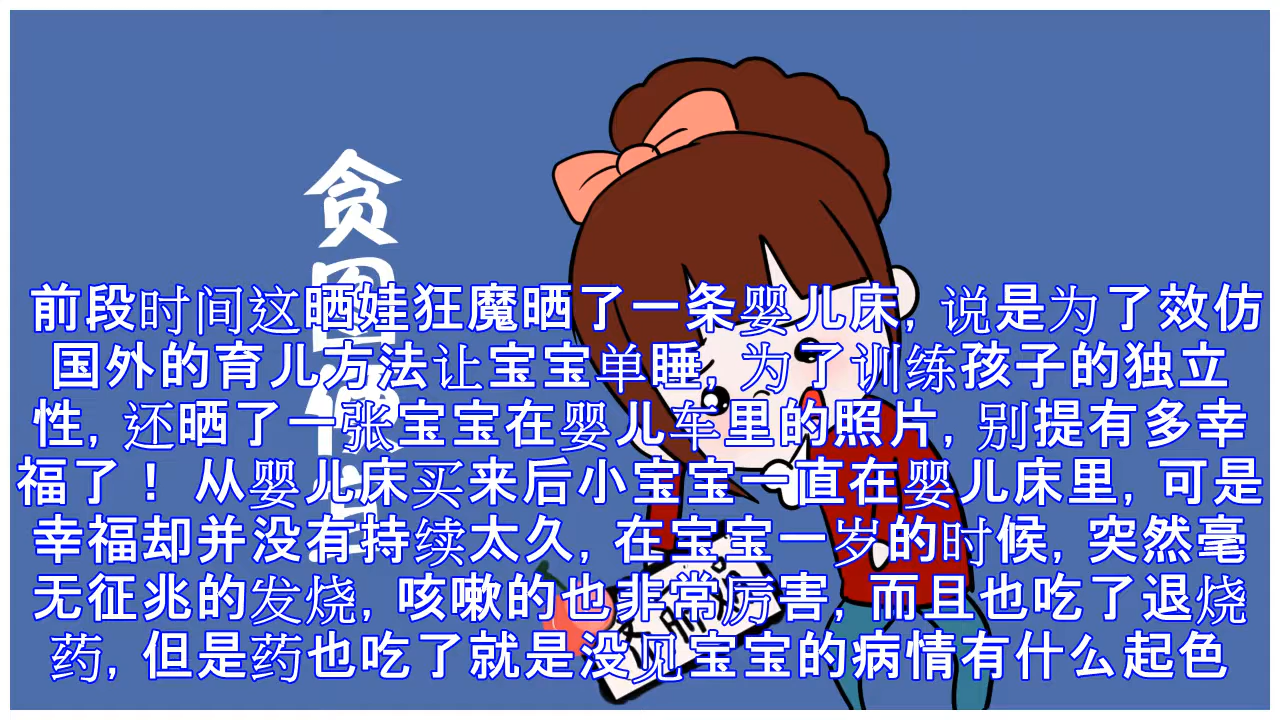 贪
前段时间这晒娃狂魔晒了一条婴儿床, 说是为了效仿
国外的育儿方法让宝宝单睡, 为了训练孩子的独立
性, 还晒了一张宝宝在婴儿车里的照片, 别提有多幸
福了！从婴儿床买来后小宝宝一直在婴儿床里, 可是
幸福却并没有持续太久, 在宝宝一岁的时候, 突然毫
无征兆的发烧, 咳嗽的也非常厉害, 而且也吃了退烧
药, 但是药也吃了就是没见宝宝的病情有什么起色